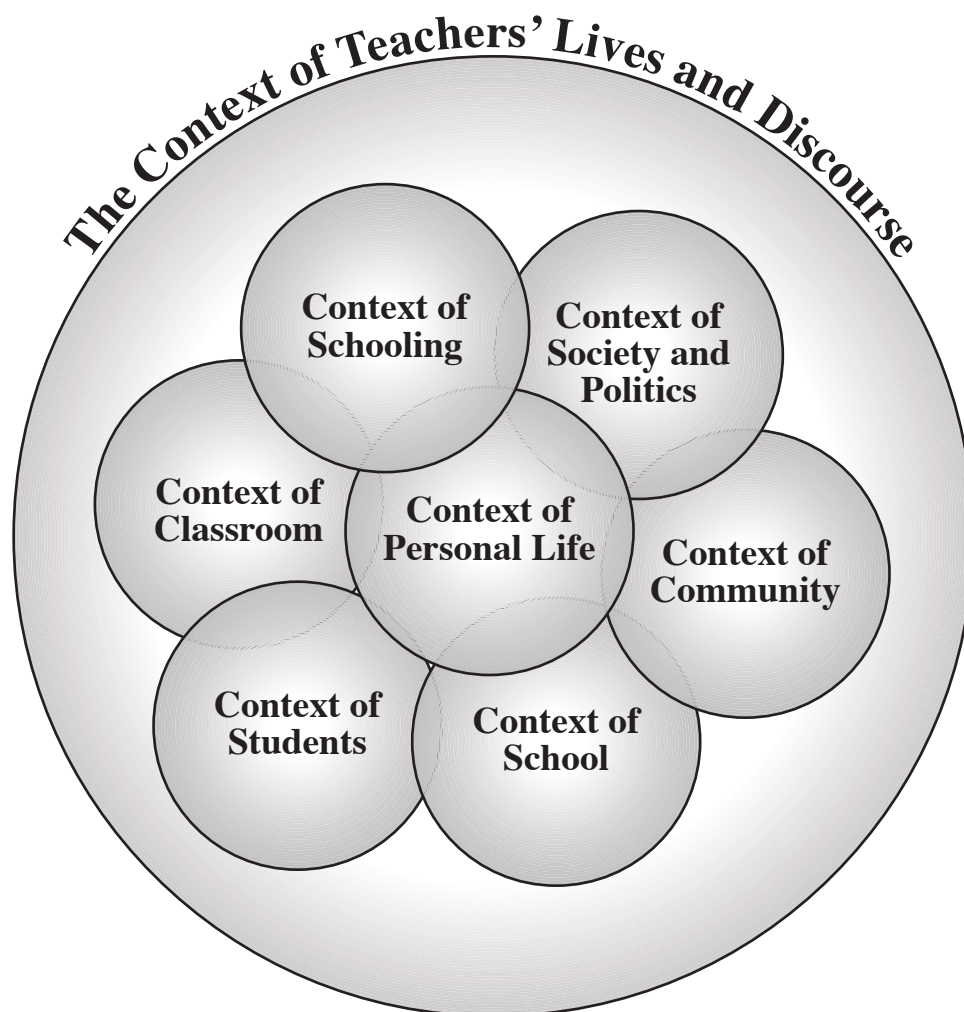 The Context of Teachers’ Lives and Discourse
Context of
Schooling
Context of
Society and
Politics
Context of
Classroom
Context of
Personal Life
Context of
Community
Context of
Students
Context of
School